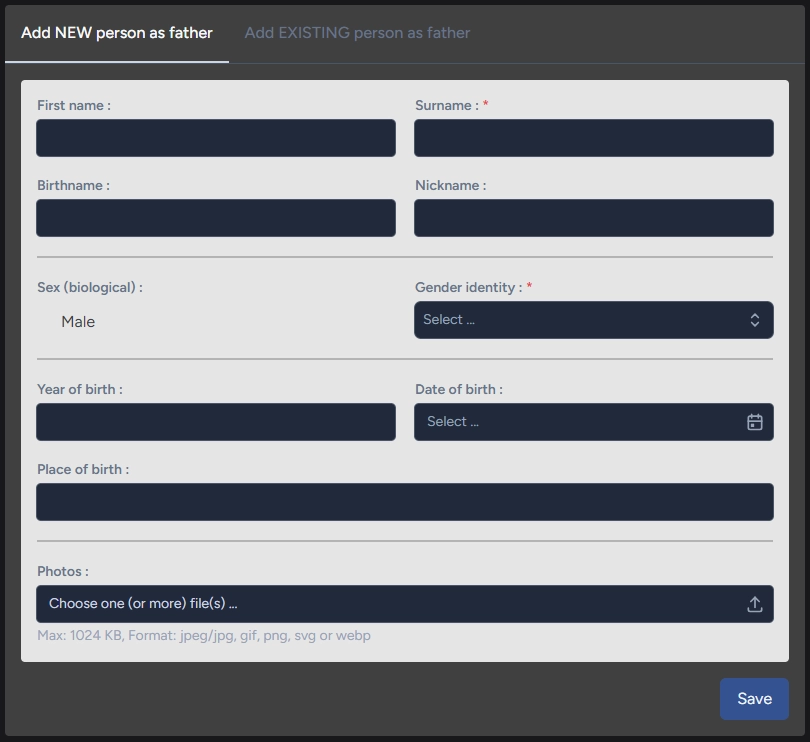 Add NEW person as father
Add EXISTING person as father
First name :
Surname : *
Birthname :
Nickname :
Sex (biological) :
Gender identity : *
Male
Select ...
Year of birth :
Date of birth :
Select ...
Place of birth :
Photos :
Choose one (or more) file(s) ...
Max: 1024 KB, Format: jpeg/jpg, gif, png, svg or webp
Save